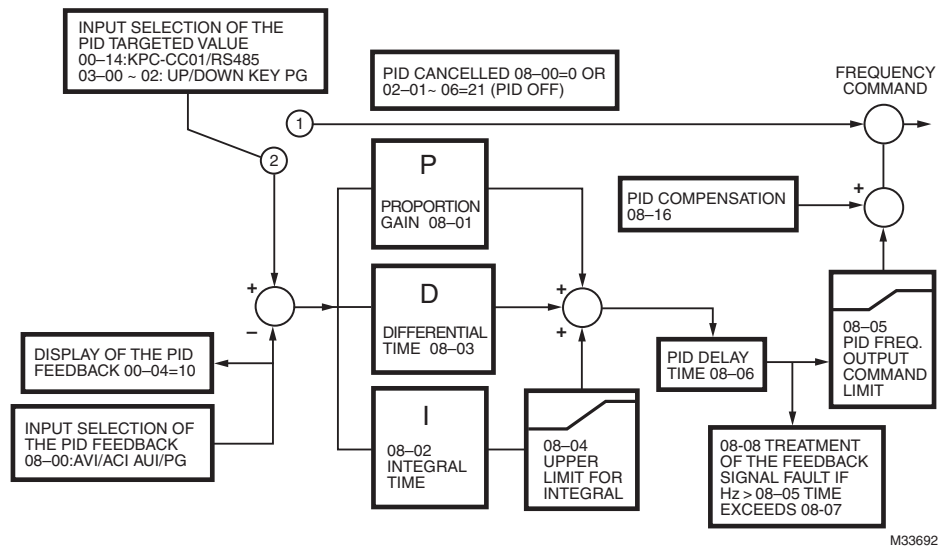 INPUT SELECTION OF THE
PID TARGETED VALUE
00–14:KPC-CC01/RS485
03–00 ~ 02: UP/DOWN KEY PG
PID CANCELLED 08–00=0 OR
02–01~ 06=21 (PID OFF)
FREQUENCY
COMMAND
1
2
P
PROPORTION
GAIN 08–01
PID COMPENSATION
08–16
+
+
–
D
DIFFERENTIAL
TIME 08–03
+
+
DISPLAY OF THE PID
FEEDBACK 00–04=10
INPUT SELECTION OF
THE PID FEEDBACK
08–00:AVI/ACI AUI/PG
I
08–02
INTEGRAL
TIME
08–04
UPPER
LIMIT FOR
INTEGRAL
PID DELAY
TIME 08–06
08–05
PID FREQ.
OUTPUT
COMMAND
LIMIT
08-08 TREATMENT
OF THE FEEDBACK
SIGNAL FAULT IF
Hz > 08–05 TIME
EXCEEDS 08-07
M33692